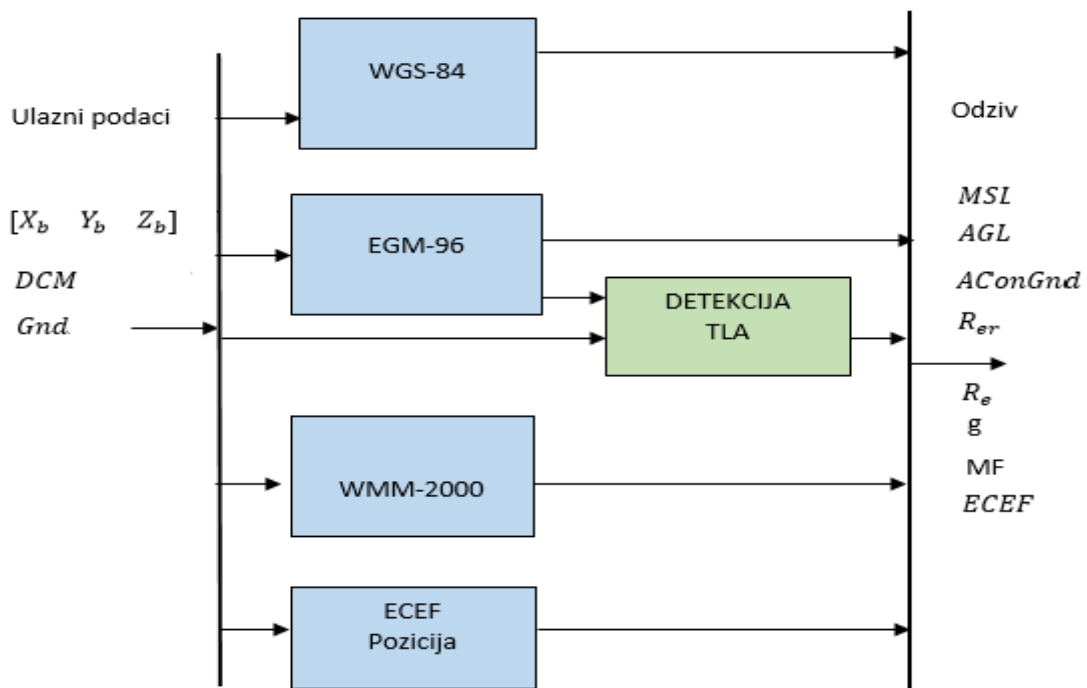 Ulazni podaci
[X_b Y_b Z_b]
DCM
Gnd
WGS-84
EGM-96
DETEKCIJA
TLA
WMM-2000
ECEF
Pozicija
Odziv
MSL
AGL
AConGnd
R_er
R_e
g
MF
ECEF